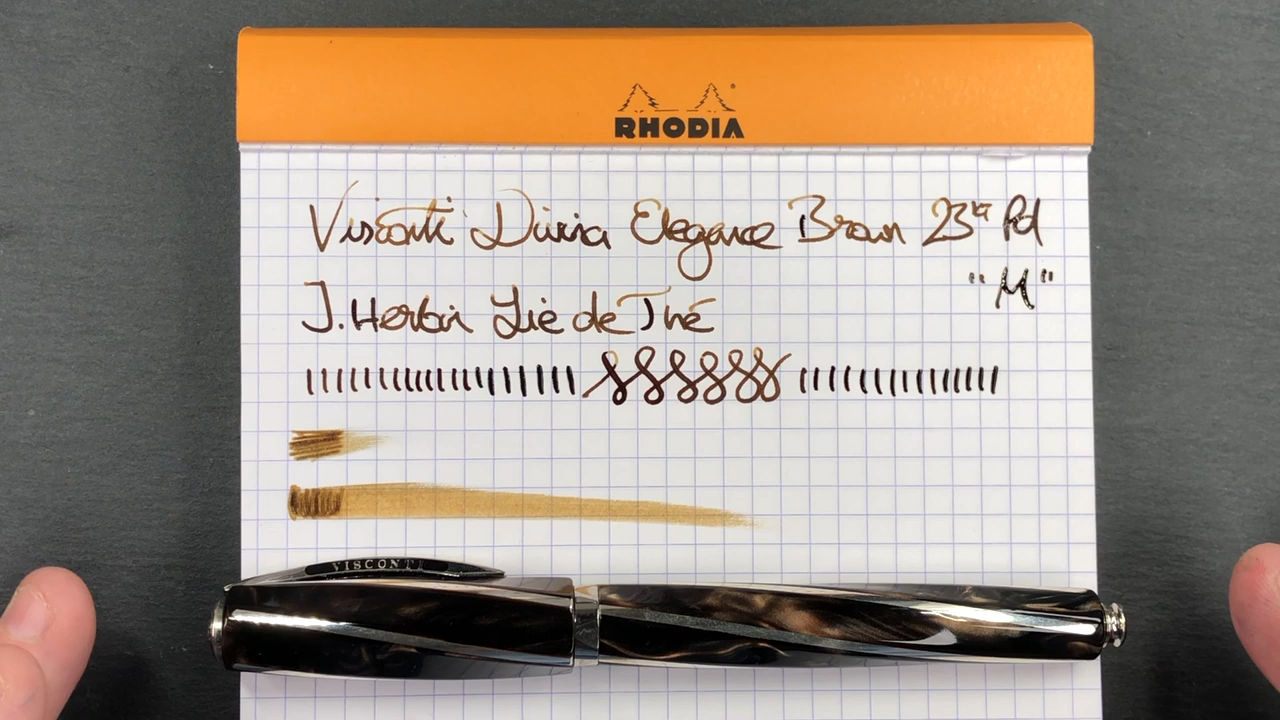 RHODIA
Visconti Divina Elegance Brown 23kt Pd
"M"
J. Herbin Lie de Thé
VISCONTI